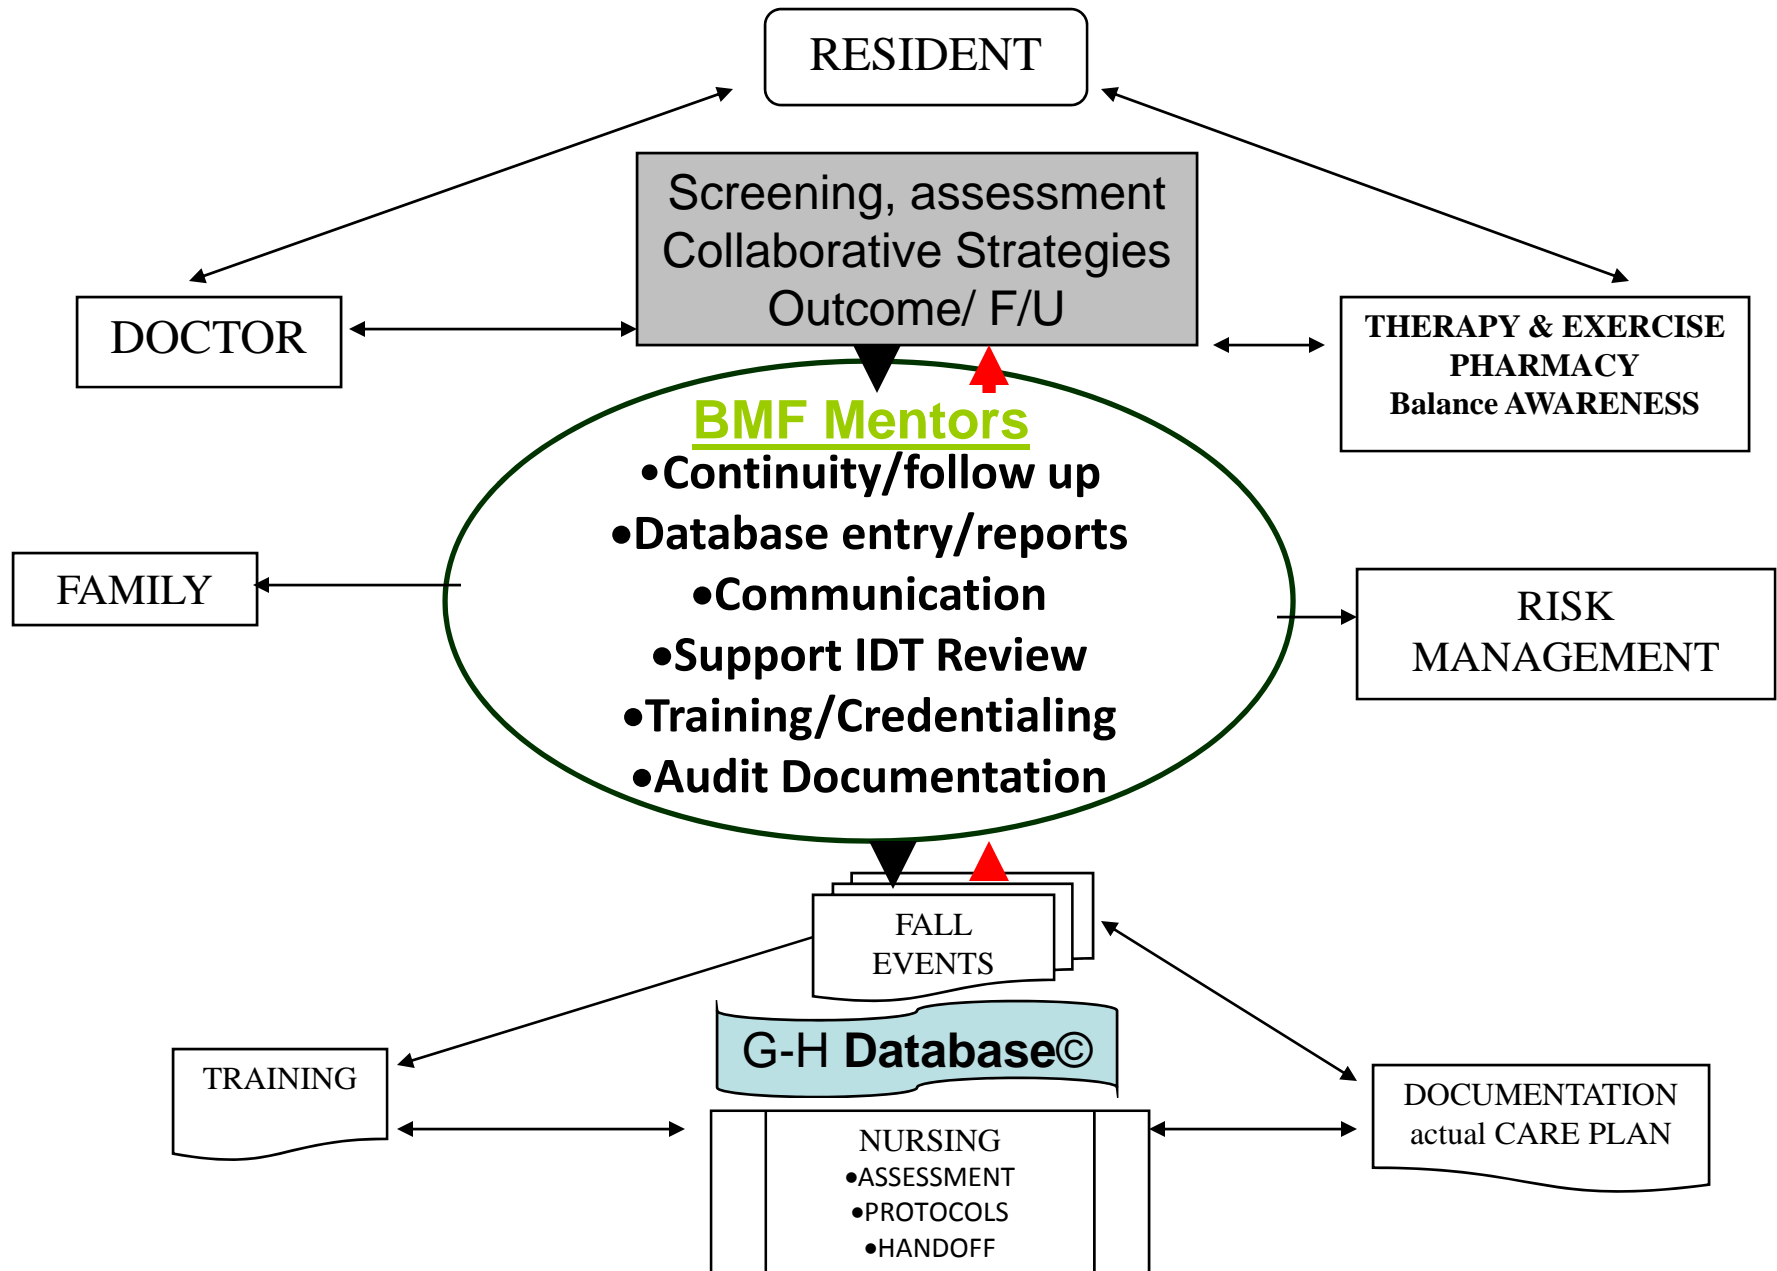 RESIDENT
Screening, assessment
Collaborative Strategies
Outcome/ F/U
DOCTOR
THERAPY & EXERCISE
PHARMACY
Balance AWARENESS
BMF Mentors
•Continuity/follow up
•Database entry/reports
•Communication
•Support IDT Review
•Training/Credentialing
•Audit Documentation
FAMILY
RISK
MANAGEMENT
FALL
EVENTS
G-H Database©
TRAINING
DOCUMENTATION
actual CARE PLAN
NURSING
•ASSESSMENT
•PROTOCOLS
•HANDOFF